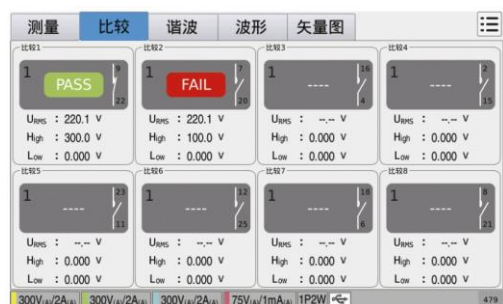 测量 比较 谐波 波形 矢量图
比较1 比较2 比较3 比较4
1 PASS 9 22 1 FAIL 7 20 1 ---- 16 4 1 ---- 2 15
URMS : 220.1 V URMS : 220.1 V URMS : --.-- V URMS : --.-- V
High : 300.0 V High : 100.0 V High : 0.000 V High : 0.000 V
Low : 0.000 V Low : 0.000 V Low : 0.000 V Low : 0.000 V
比较5 比较6 比较7 比较8
1 ---- 23 11 1 ---- 12 25 1 ---- 18 6 1 ---- 8 21
URMS : --.-- V URMS : --.-- V URMS : --.-- V URMS : --.-- V
High : 0.000 V High : 0.000 V High : 0.000 V High : 0.000 V
Low : 0.000 V Low : 0.000 V Low : 0.000 V Low : 0.000 V
300V(A)/2A(A) 300V(A)/2A(A) 300V(A)/2A(A) 75V(A)/1mA(A) 1P2W